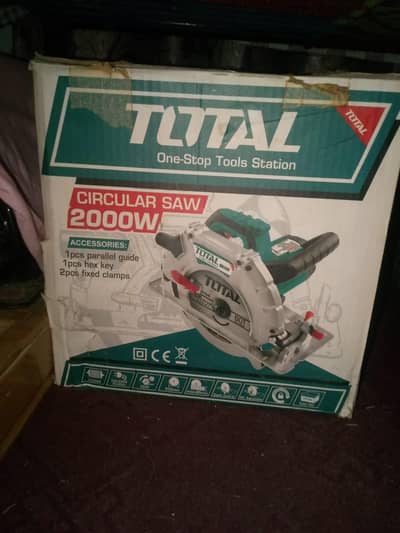 TOTAL
TOTAL
One-Stop Tools Station
CIRCULAR SAW
2000W
ACCESSORIES:
1pcs parallel guide
1pcs hex key
2pcs fixed clamps
TOTAL
TOTAL
CE